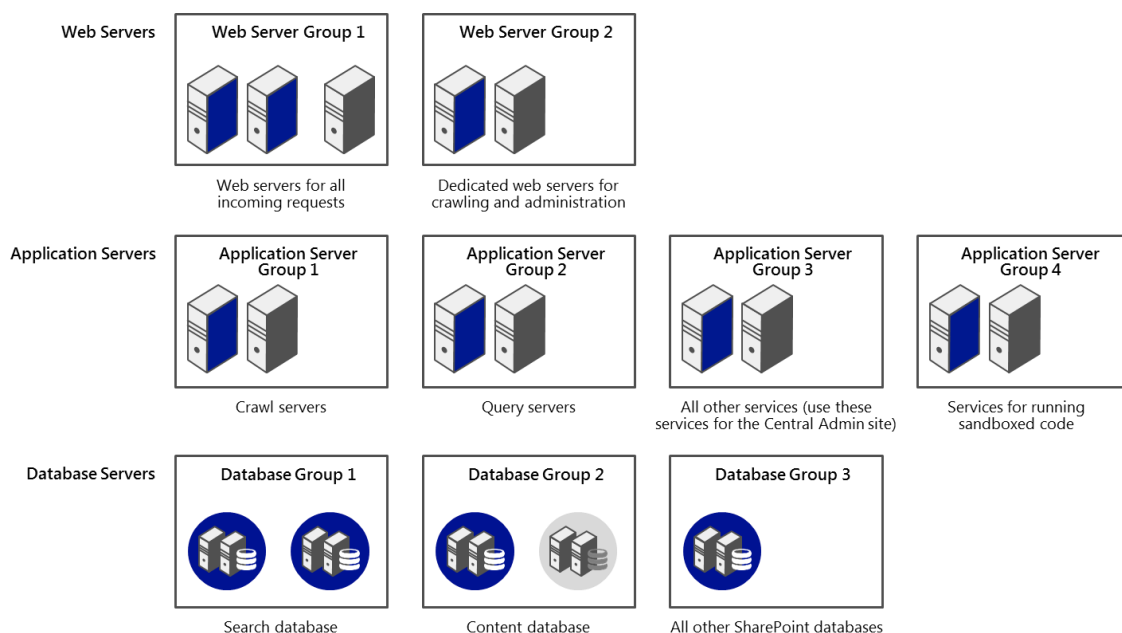 Web Servers
Web Server Group 1
Web Server Group 2
Web servers for all
incoming requests
Dedicated web servers for
crawling and administration
Application Servers
Application Server
Group 1
Application Server
Group 2
Application Server
Group 3
Application Server
Group 4
Crawl servers
Query servers
All other services (use these
services for the Central Admin site)
Services for running
sandboxed code
Database Servers
Database Group 1
Database Group 2
Database Group 3
Search database
Content database
All other SharePoint databases